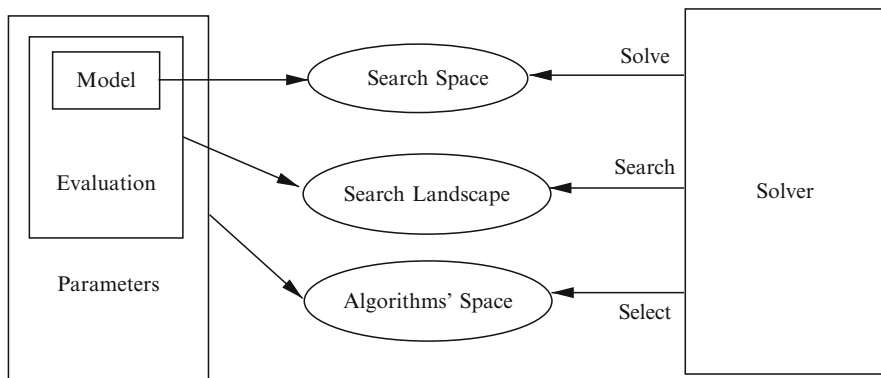 Model
Evaluation
Parameters
Search Space
Search Landscape
Algorithms' Space
Solve
Search
Select
Solver